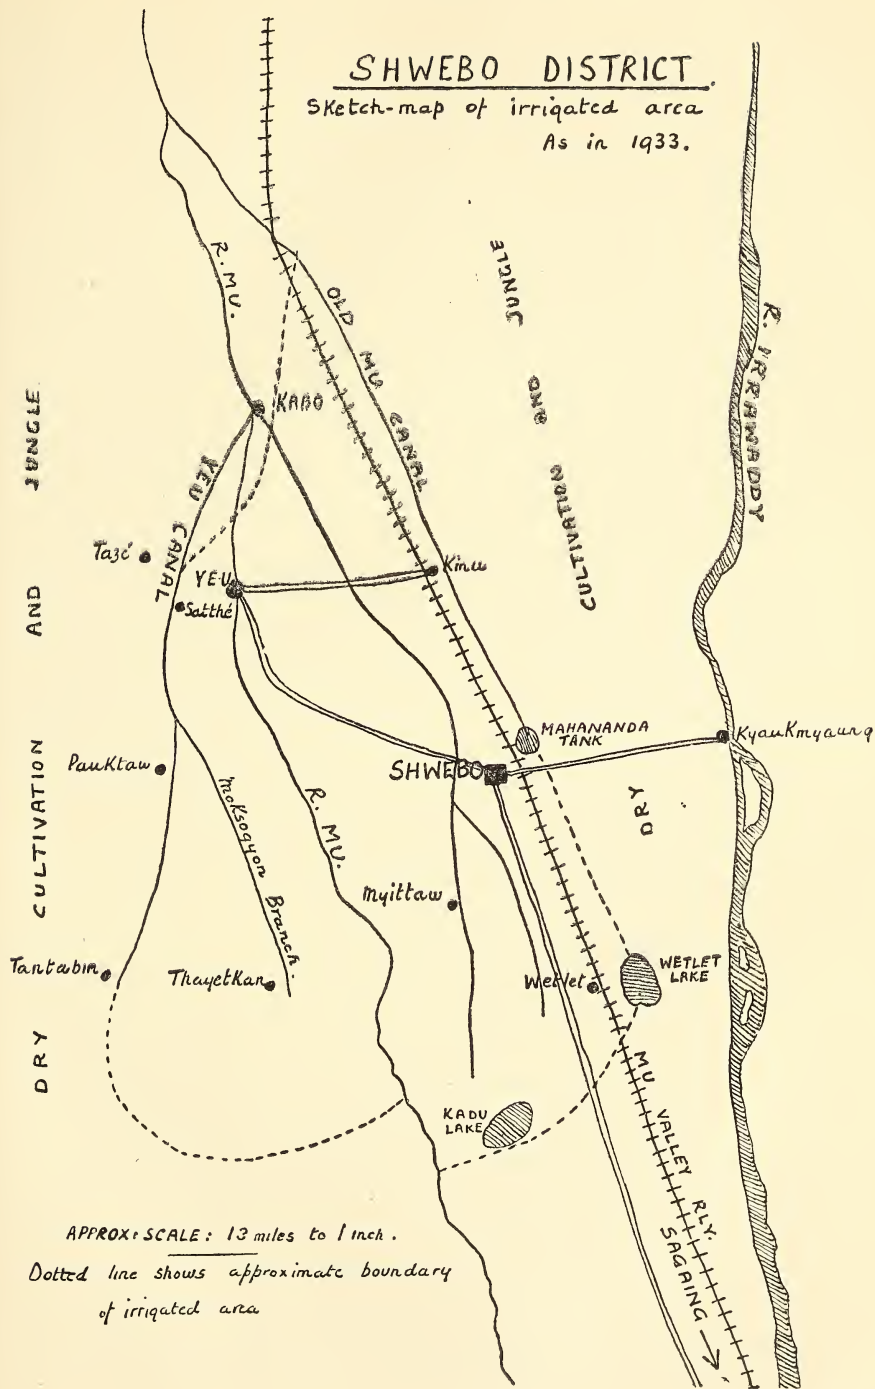 SHWEBO DISTRICT.
Sketch-map of irrigated area
As in 1933.
R. MU.
OLD MU CANAL
JUNGLE AND CULTIVATION DRY
R. IRRAWADDY
KABO
YEU CANAL
Tazé
YEU
Kinu
Satthé
DRY CULTIVATION AND JUNGLE
MAHANANDA
TANK
Kyaukmyaung
SHWEBO
Pauktaw
Moksogyon Branch.
R. MU.
Myittaw
Tantabin
Thayetkan
Wetlet
WETLET
LAKE
KADU
LAKE
MU VALLEY RLY.
SAGAING
APPROX: SCALE: 13 miles to 1 inch.
Dotted line shows approximate boundary
of irrigated area